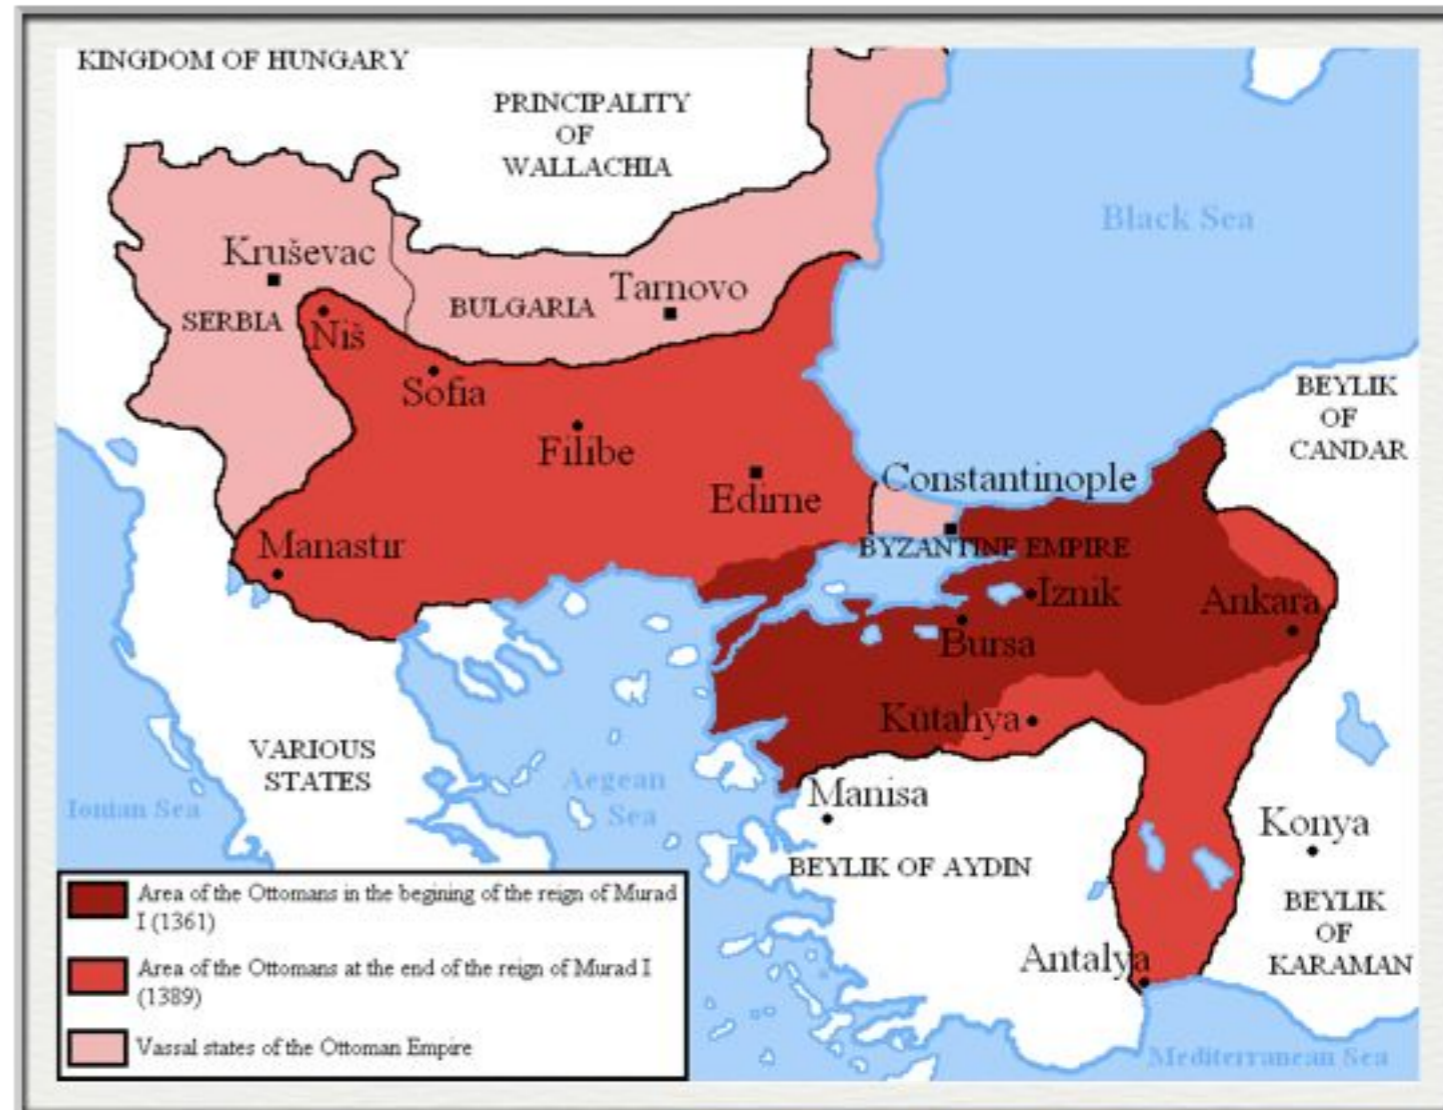 KINGDOM OF HUNGARY
PRINCIPALITY
OF
WALLACHIA
Black Sea
Kruševac
SERBIA
Niš
BULGARIA
Tarnovo
Sofia
Filibe
Edirne
Constantinople
BYZANTINE EMPIRE
BEYLIK
OF
CANDAR
Manastır
Iznik
Bursa
Ankara
Kütahya
VARIOUS
STATES
Ionian Sea
Aegean
Sea
Manisa
BEYLIK OF AYDIN
Konya
BEYLIK
OF
KARAMAN
Antalya
Mediterranean Sea
Area of the Ottomans in the begining of the reign of Murad
I (1361)
Area of the Ottomans at the end of the reign of Murad I
(1389)
Vassal states of the Ottoman Empire